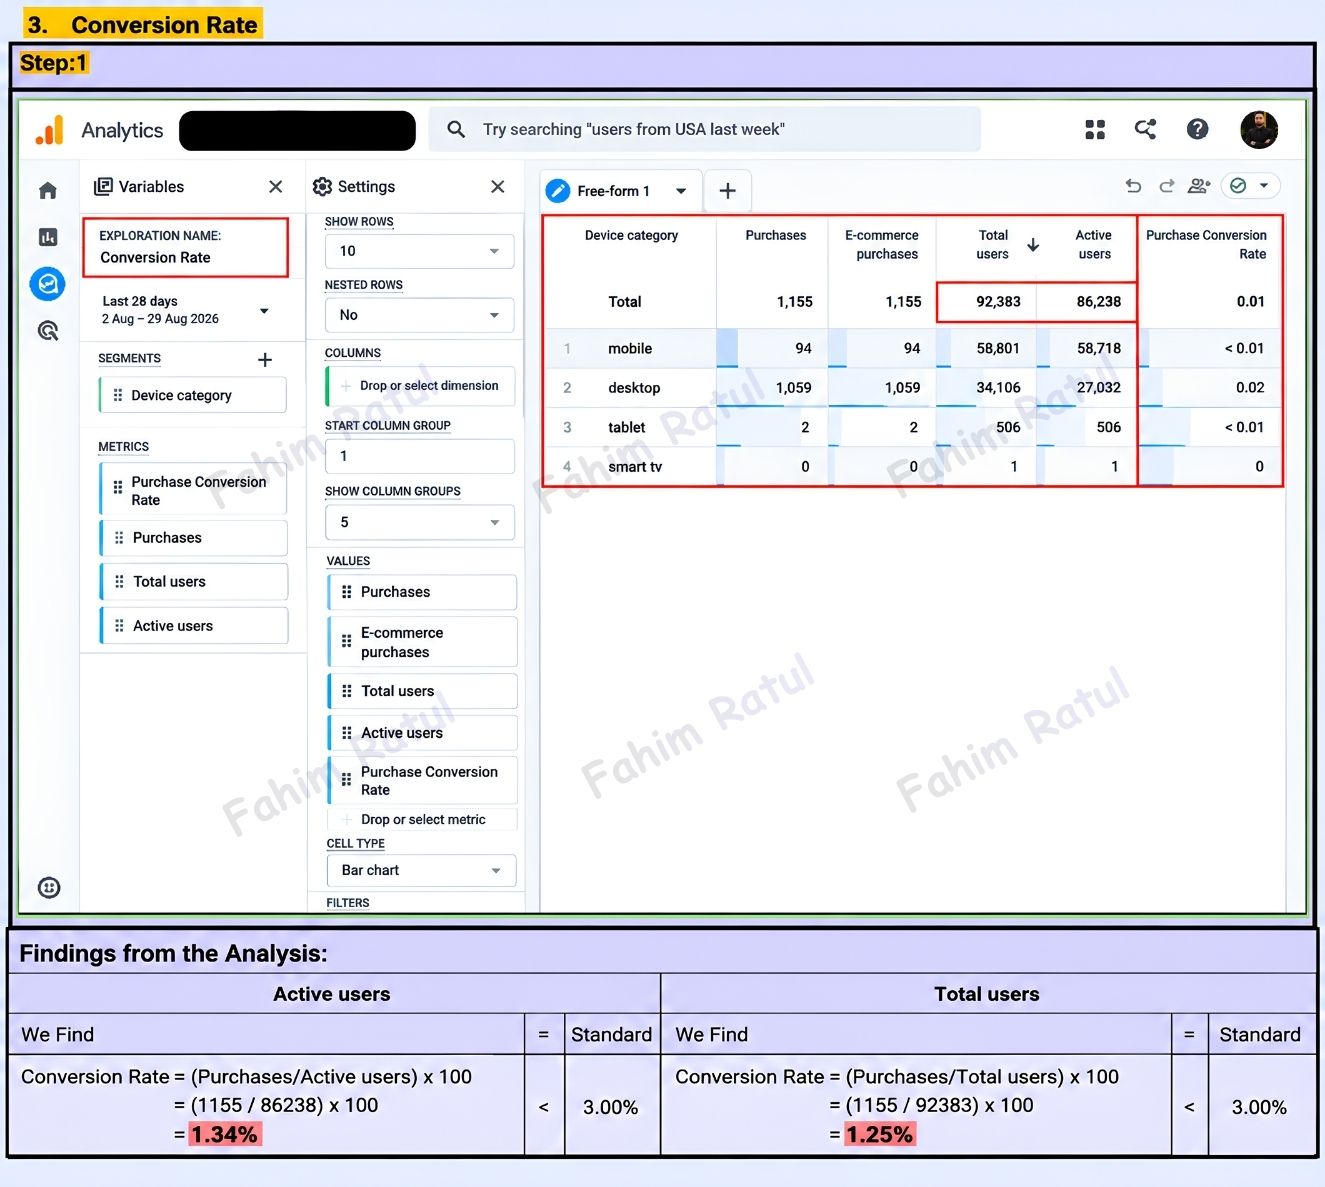 3. Conversion Rate
Step:1
Analytics
Try searching "users from USA last week"
Variables
EXPLORATION NAME:
Conversion Rate
Last 28 days
2 Aug – 29 Aug 2026
SEGMENTS
Device category
METRICS
Purchase Conversion
Rate
Purchases
Total users
Active users
Settings
SHOW ROWS
10
NESTED ROWS
No
COLUMNS
Drop or select dimension
START COLUMN GROUP
1
SHOW COLUMN GROUPS
5
VALUES
Purchases
E-commerce
purchases
Total users
Active users
Purchase Conversion
Rate
Drop or select metric
CELL TYPE
Bar chart
FILTERS
Free-form 1
Device category Purchases E-commerce purchases Total users Active users Purchase Conversion Rate
Total 1,155 1,155 92,383 86,238 0.01
1 mobile 94 94 58,801 58,718 < 0.01
2 desktop 1,059 1,059 34,106 27,032 0.02
3 tablet 2 2 506 506 < 0.01
4 smart tv 0 0 1 1 0
Fahim Ratul
Fahim Ratul
Fahim Ratul
Fahim Ratul
Fahim Ratul
Fahim Ratul
Findings from the Analysis:
Active users Total users
We Find = Standard We Find = Standard
Conversion Rate = (Purchases/Active users) x 100
= (1155 / 86238) x 100
= 1.34%
< 3.00%
Conversion Rate = (Purchases/Total users) x 100
= (1155 / 92383) x 100
= 1.25%
< 3.00%